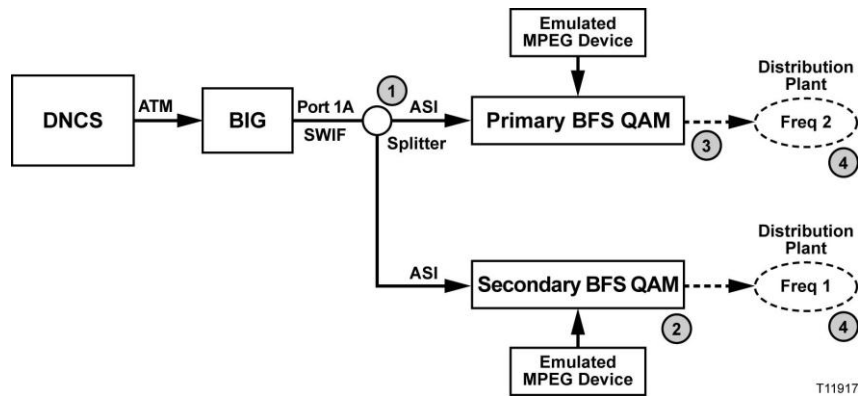 Emulated
MPEG Device
DNCS
ATM
BIG
Port 1A
SWIF
1
ASI
Splitter
Primary BFS QAM
3
Distribution
Plant
Freq 2
4
ASI
Secondary BFS QAM
2
Distribution
Plant
Freq 1
4
Emulated
MPEG Device
T11917